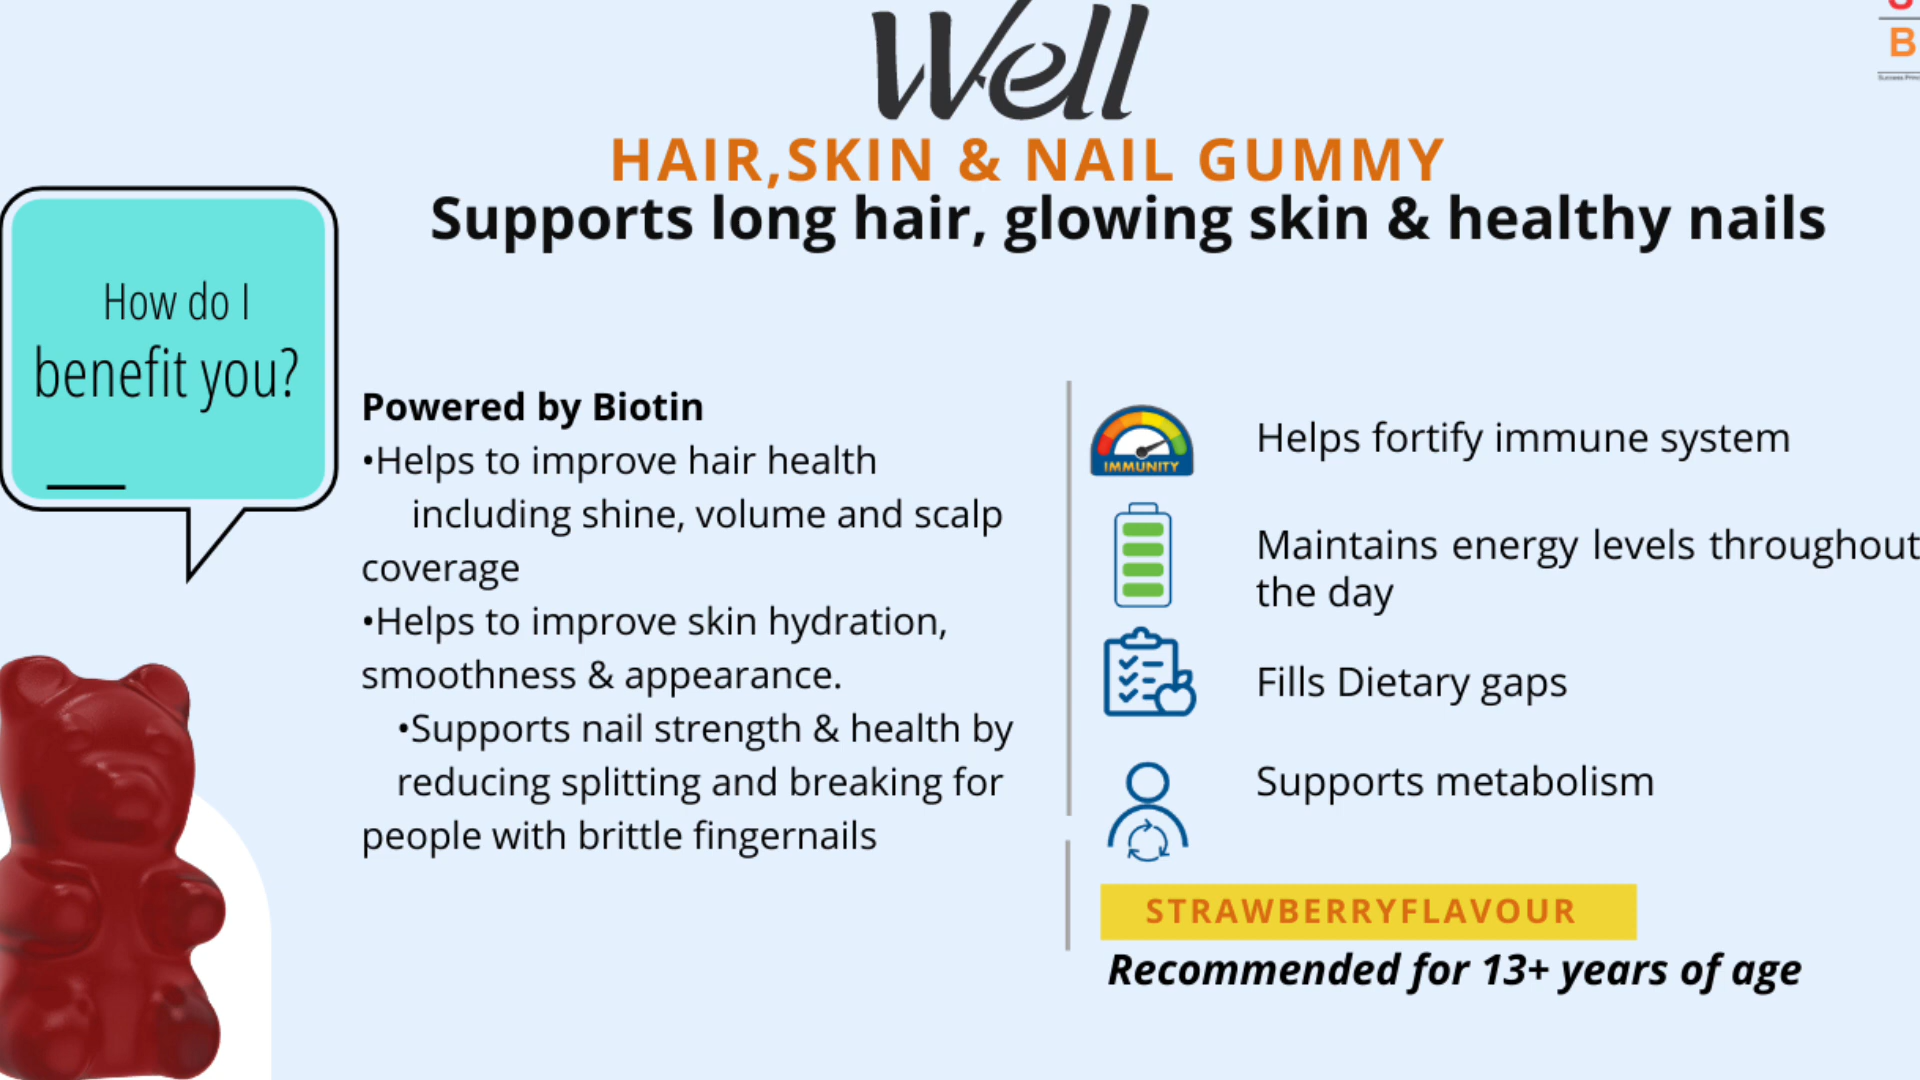 Well
HAIR,SKIN & NAIL GUMMY
Supports long hair, glowing skin & healthy nails
How do I
benefit you?
Powered by Biotin
•Helps to improve hair health
including shine, volume and scalp
coverage
•Helps to improve skin hydration,
smoothness & appearance.
•Supports nail strength & health by
reducing splitting and breaking for
people with brittle fingernails
IMMUNITY
Helps fortify immune system
Maintains energy levels throughout
the day
Fills Dietary gaps
Supports metabolism
STRAWBERRYFLAVOUR
Recommended for 13+ years of age
B